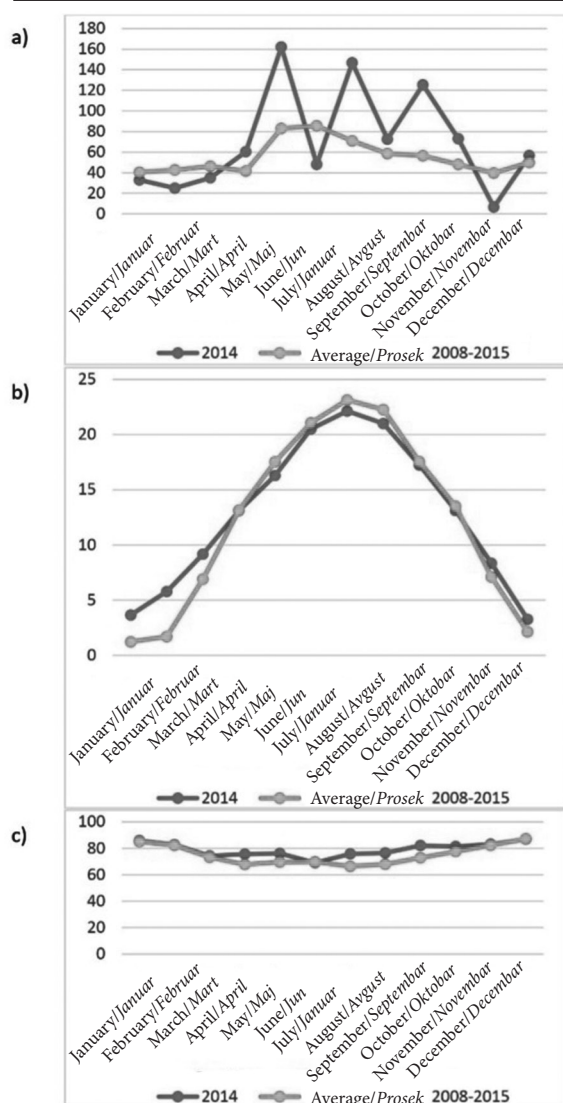 a)
180
160
140
120
100
80
60
40
20
0
January/Januar
February/Februar
March/Mart
April/April
May/Maj
June/Jun
July/Januar
August/Avgust
September/Septembar
October/Oktobar
November/Novembar
December/Decembar
2014 Average/Prosek 2008-2015
b)
25
20
15
10
5
0
January/Januar
February/Februar
March/Mart
April/April
May/Maj
June/Jun
July/Januar
August/Avgust
September/Septembar
October/Oktobar
November/Novembar
December/Decembar
2014 Average/Prosek 2008-2015
c)
100
80
60
40
20
0
January/Januar
February/Februar
March/Mart
April/April
May/Maj
June/Jun
July/Januar
August/Avgust
September/Septembar
October/Oktobar
November/Novembar
December/Decembar
2014 Average/Prosek 2008-2015